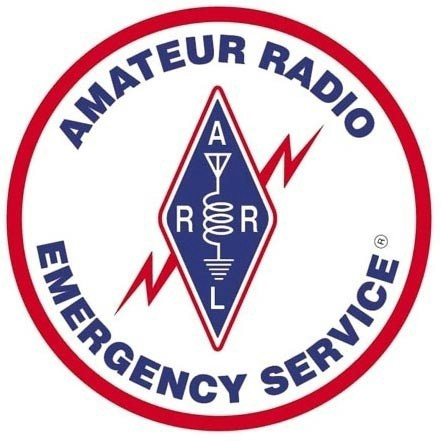 AMATEUR RADIO
A
R R
L
EMERGENCY SERVICE ®